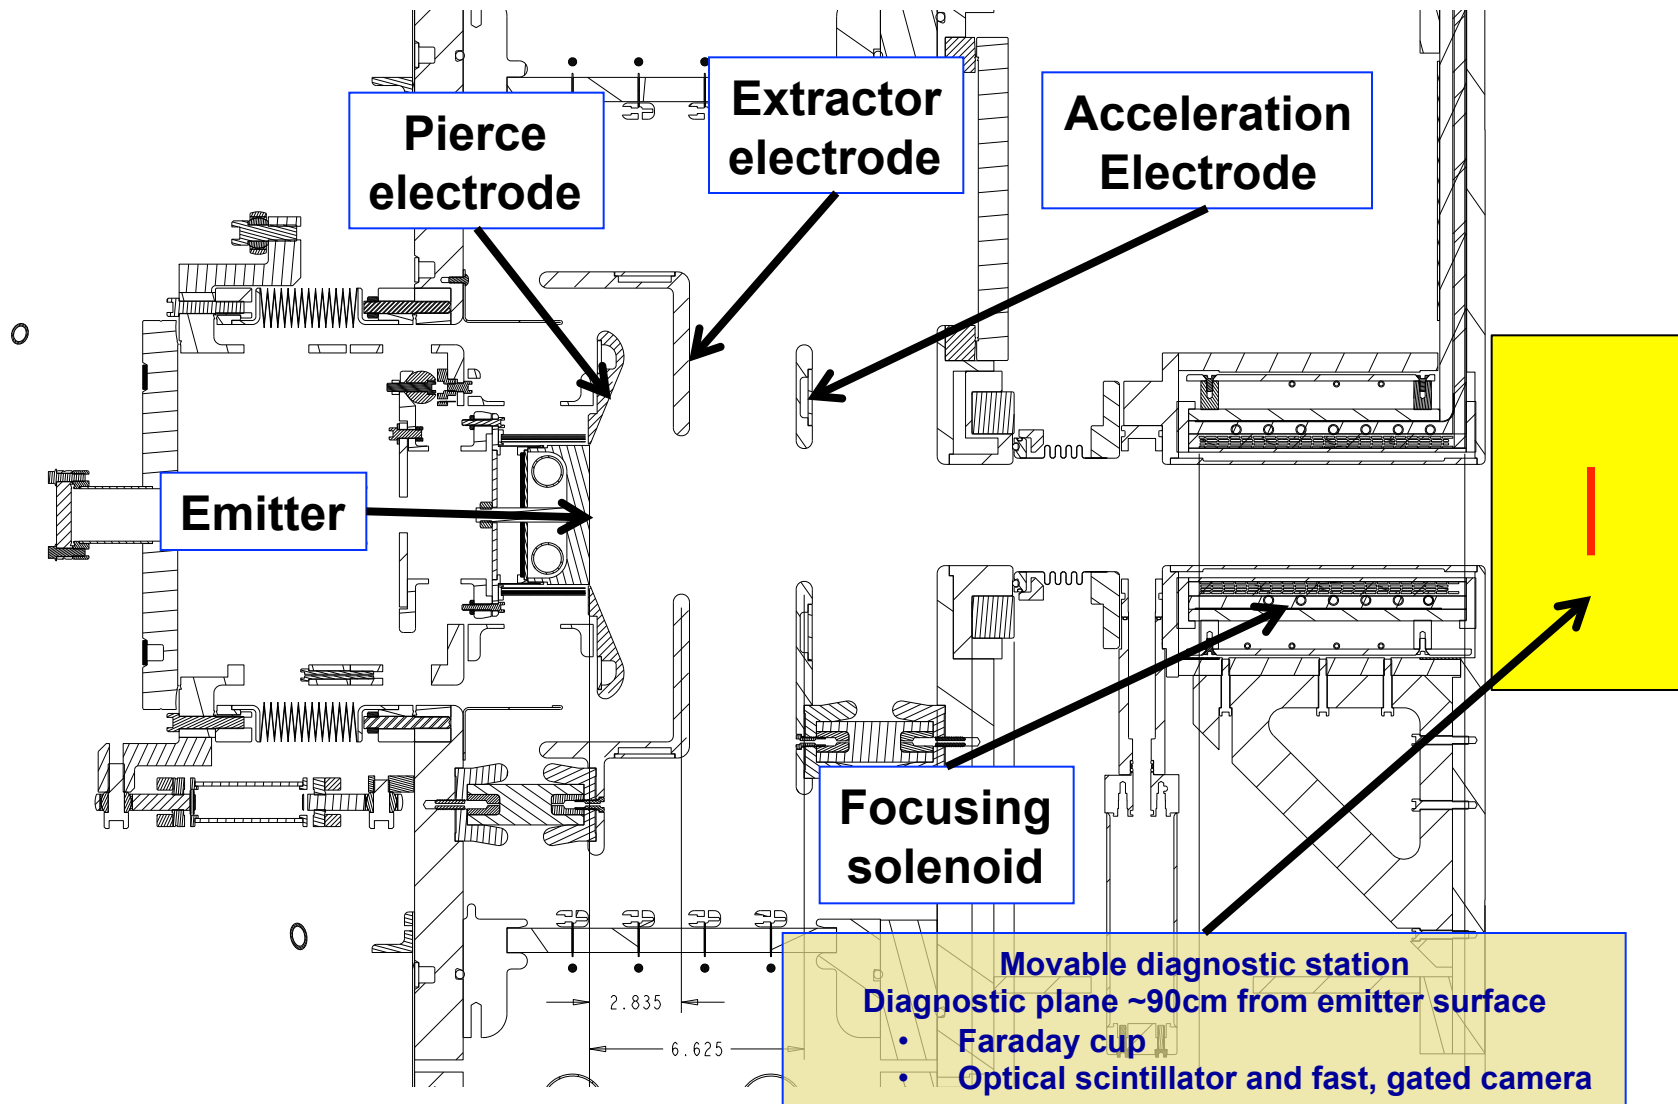 Pierce
electrode
Extractor
electrode
Acceleration
Electrode
Emitter
Focusing
solenoid
2.835
6.625
Movable diagnostic station
Diagnostic plane ~90cm from emitter surface
• Faraday cup
• Optical scintillator and fast, gated camera